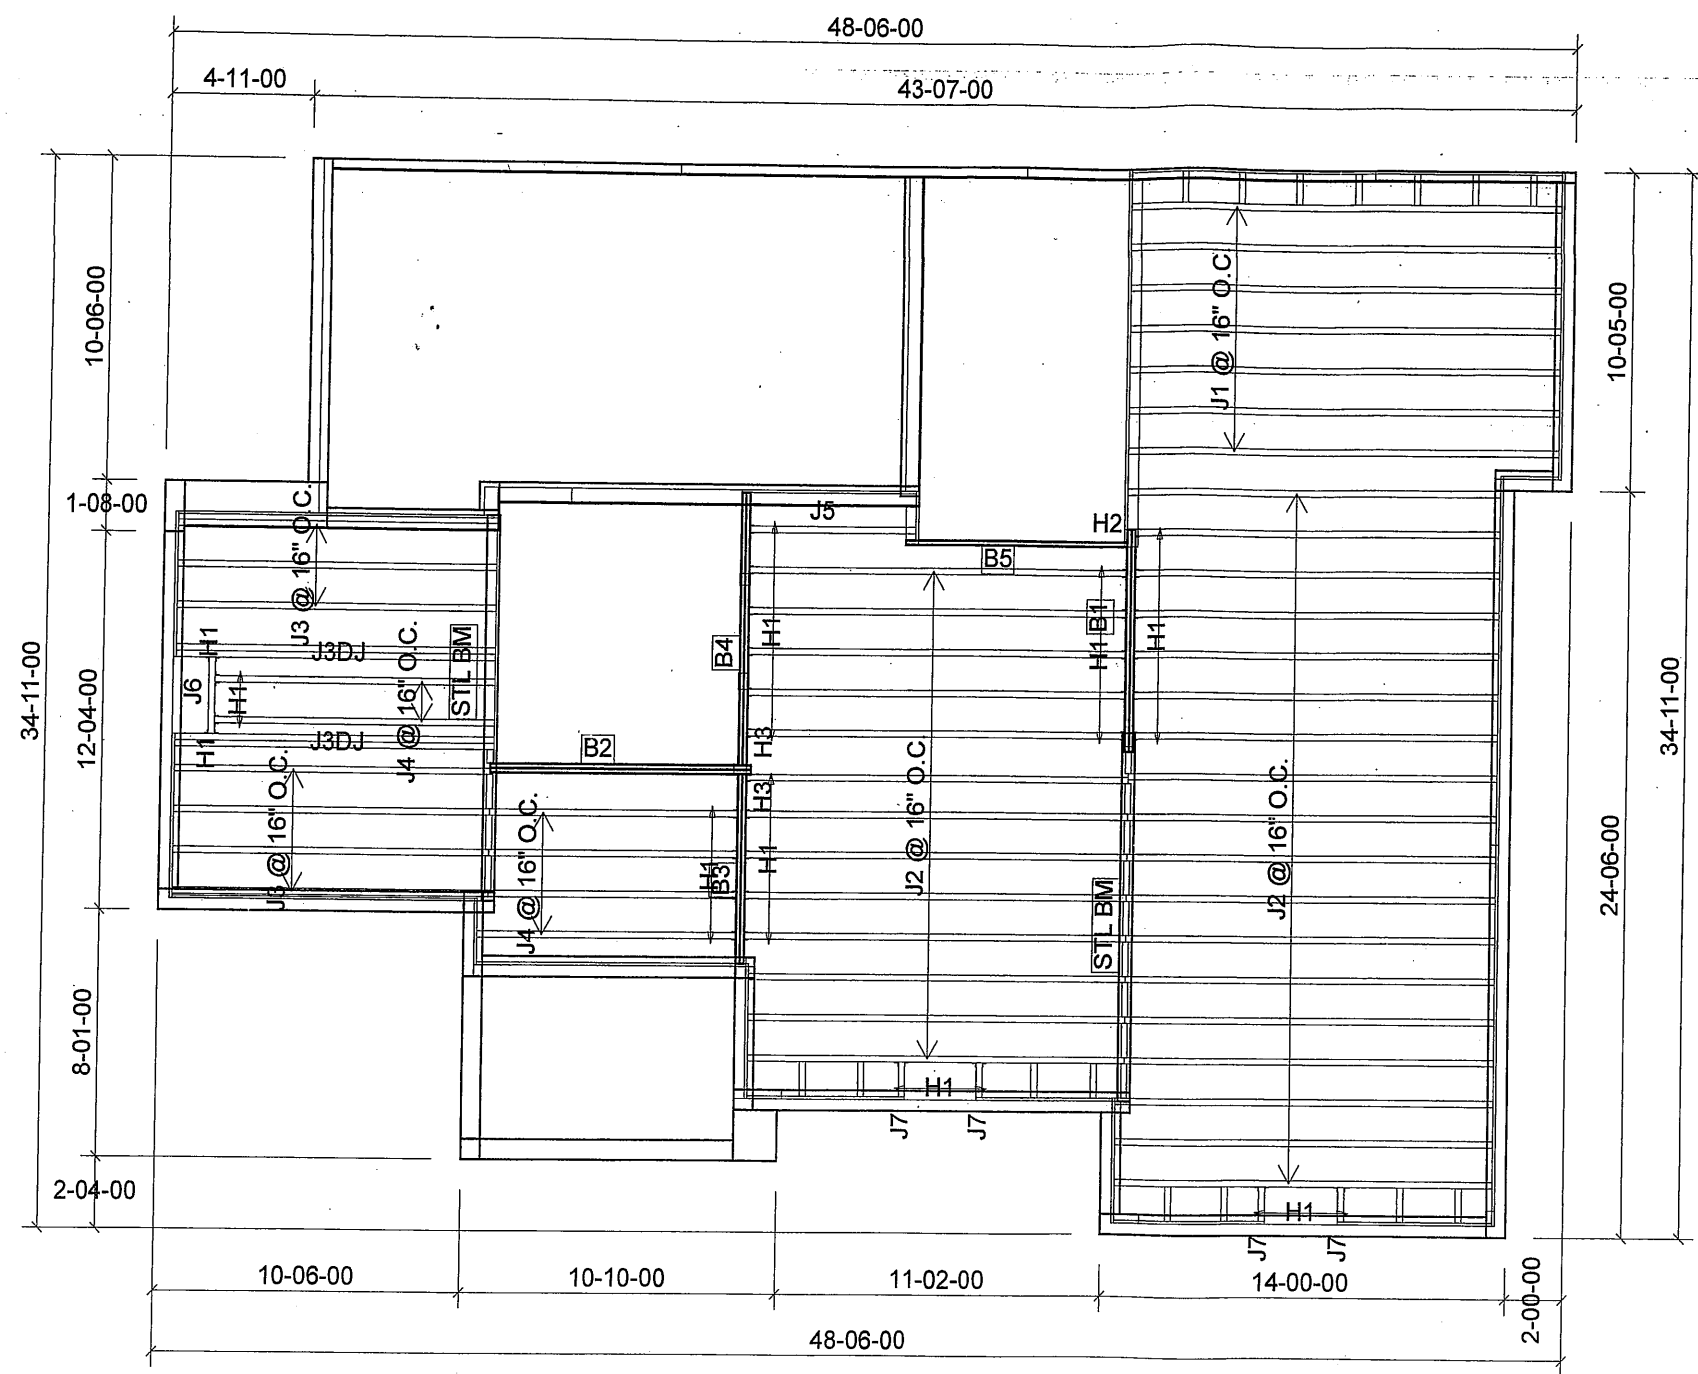 48-06-00
4-11-00
43-07-00
10-06-00
10-05-00
J1 @ 16" O.C.
1-08-00
J5
H2
B5
J3 @ 16" O.C.
H1
J3DJ
J6
H1
J4 @ 16" O.C.
STL BM
B4
H1
H1
B1
H1
34-11-00
12-04-00
34-11-00
H1
J3DJ
B2
H3
H3
J3 @ 16" O.C.
J4 @ 16" O.C.
H1
B3
H1
J2 @ 16" O.C.
STL BM
J2 @ 16" O.C.
24-06-00
8-01-00
H1
J7
J7
2-04-00
H1
J7
J7
10-06-00
10-10-00
11-02-00
14-00-00
2-00-00
48-06-00